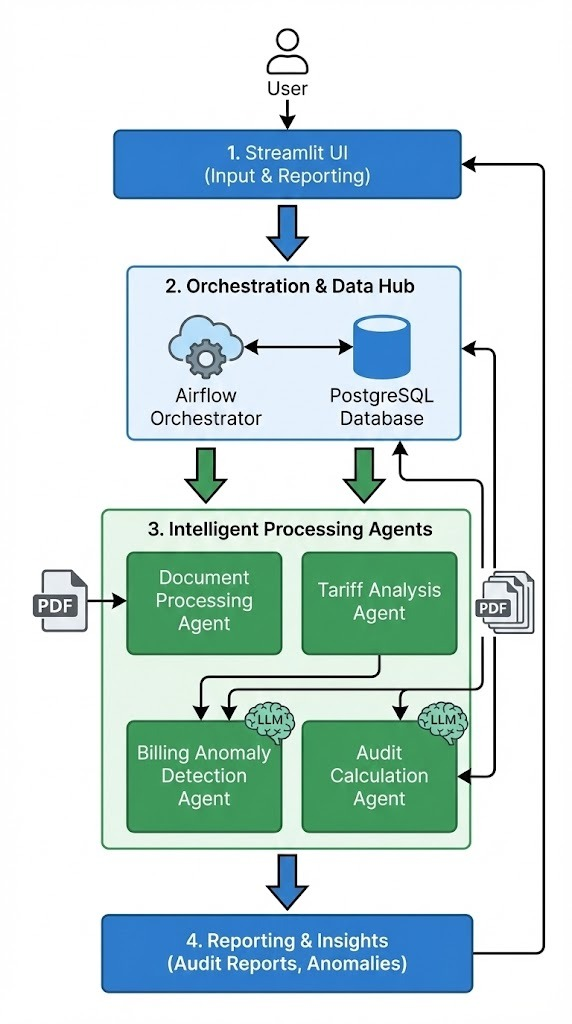 User
1. Streamlit UI
(Input & Reporting)
2. Orchestration & Data Hub
Airflow
Orchestrator
PostgreSQL
Database
3. Intelligent Processing Agents
PDF
Document
Processing
Agent
Tariff Analysis
Agent
PDF
LLM
Billing Anomaly
Detection
Agent
LLM
Audit
Calculation
Agent
4. Reporting & Insights
(Audit Reports, Anomalies)